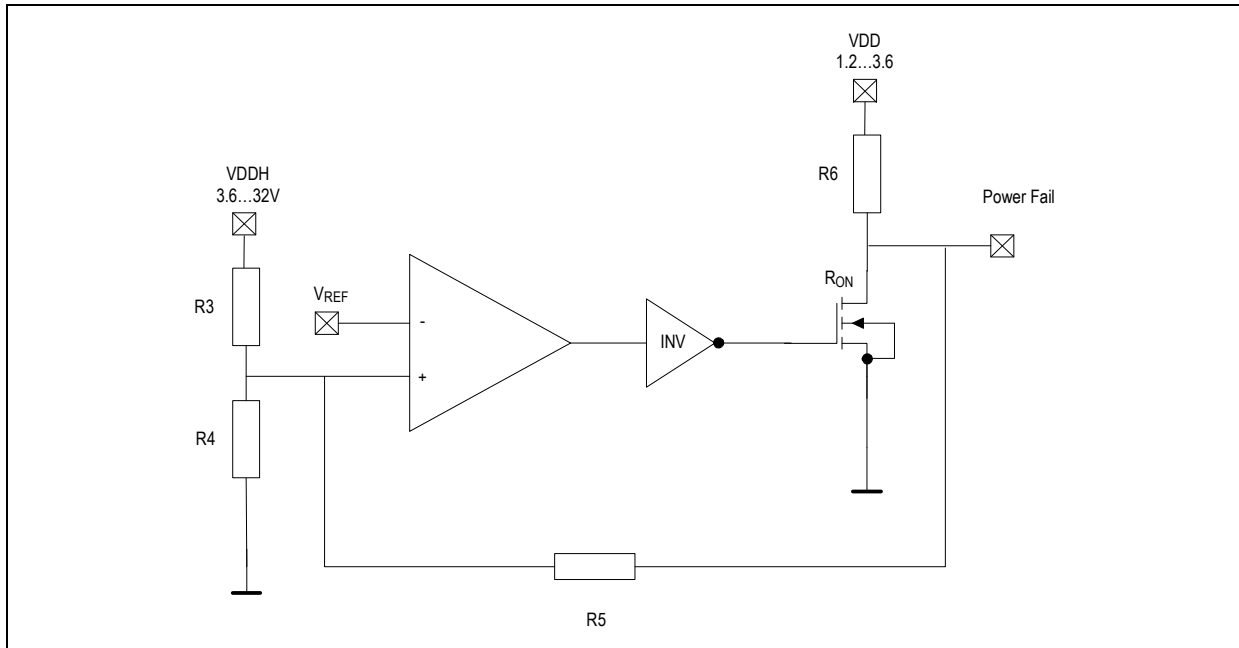 VDD
1.2…3.6
R6
VDDH
3.6…32V
Power Fail
R3
VREF
-
+
INV
RON
R4
R5